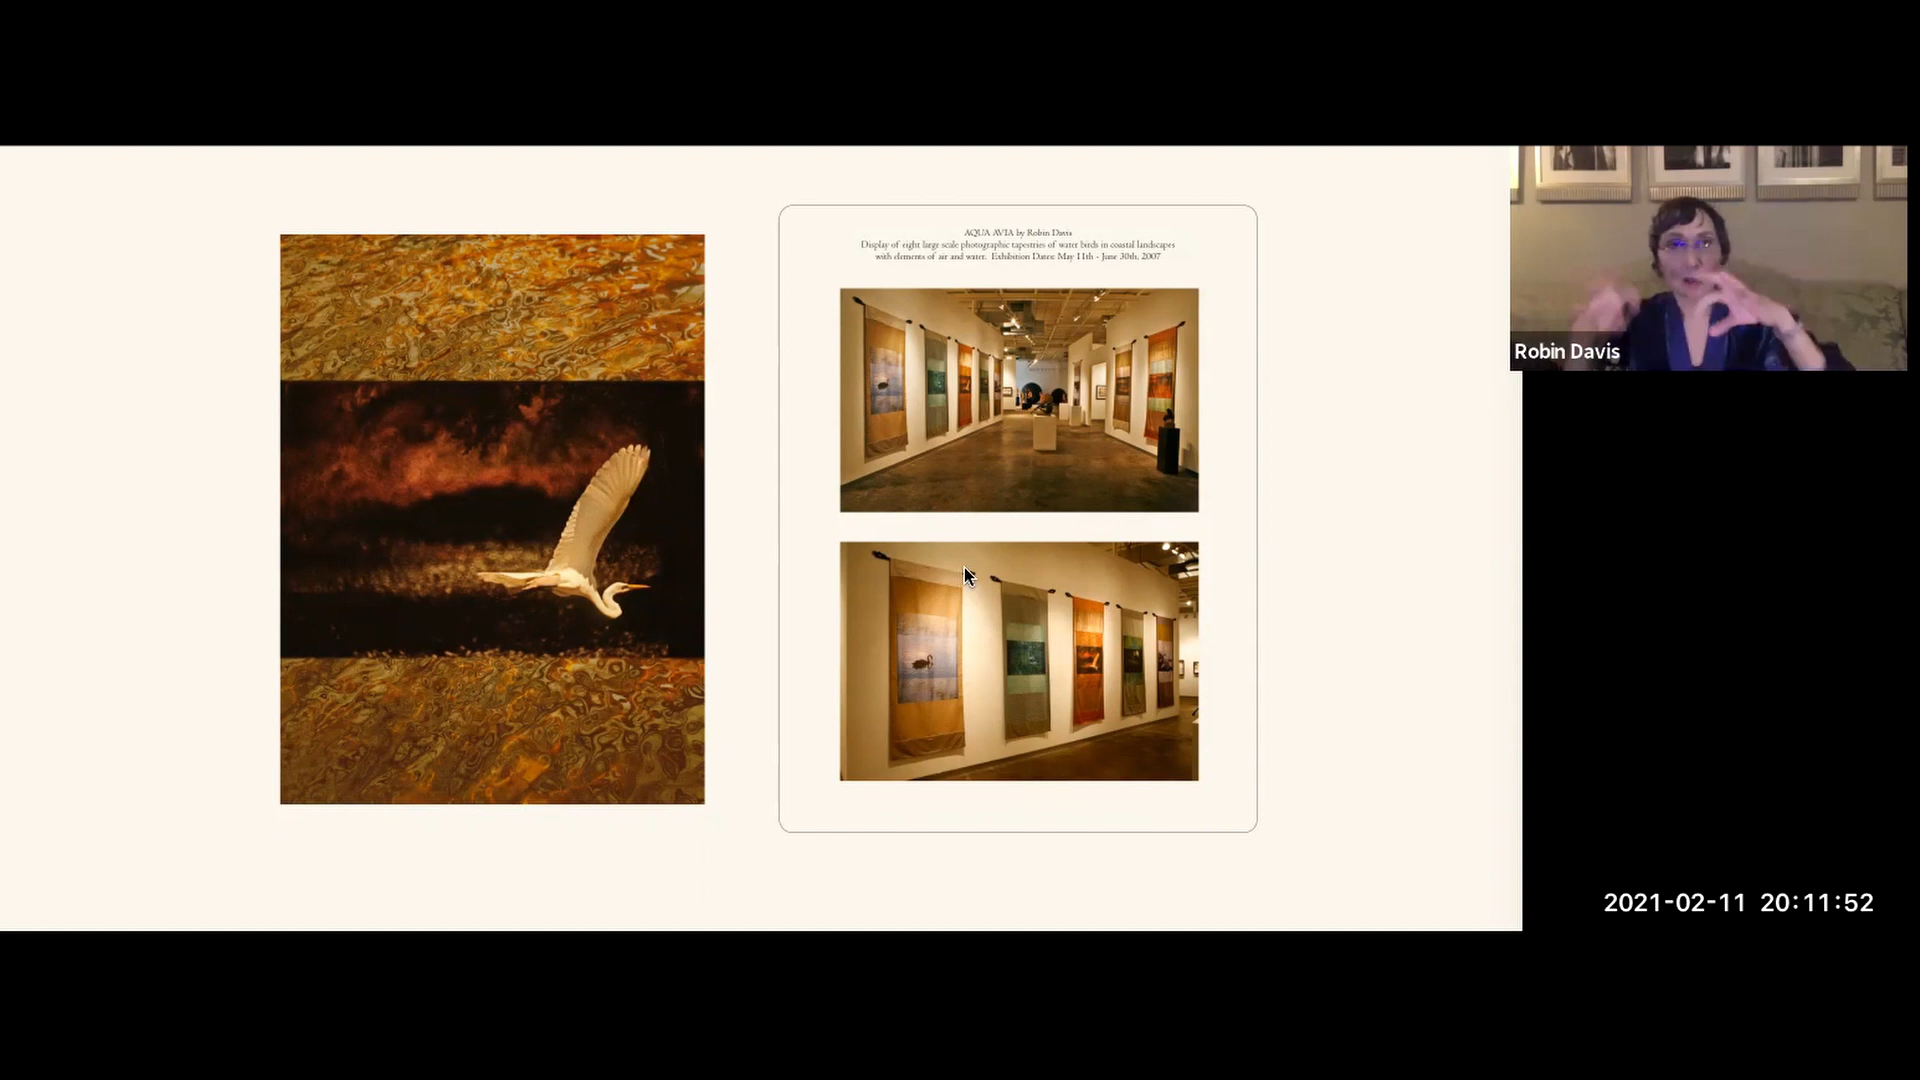 AQUA AVIA by Robin Davis
Display of eight large scale photographic tapestries of water birds in coastal landscapes
with elements of air and water. Exhibition Dates: May 11th - June 30th, 2007
Robin Davis
2021-02-11 20:11:52